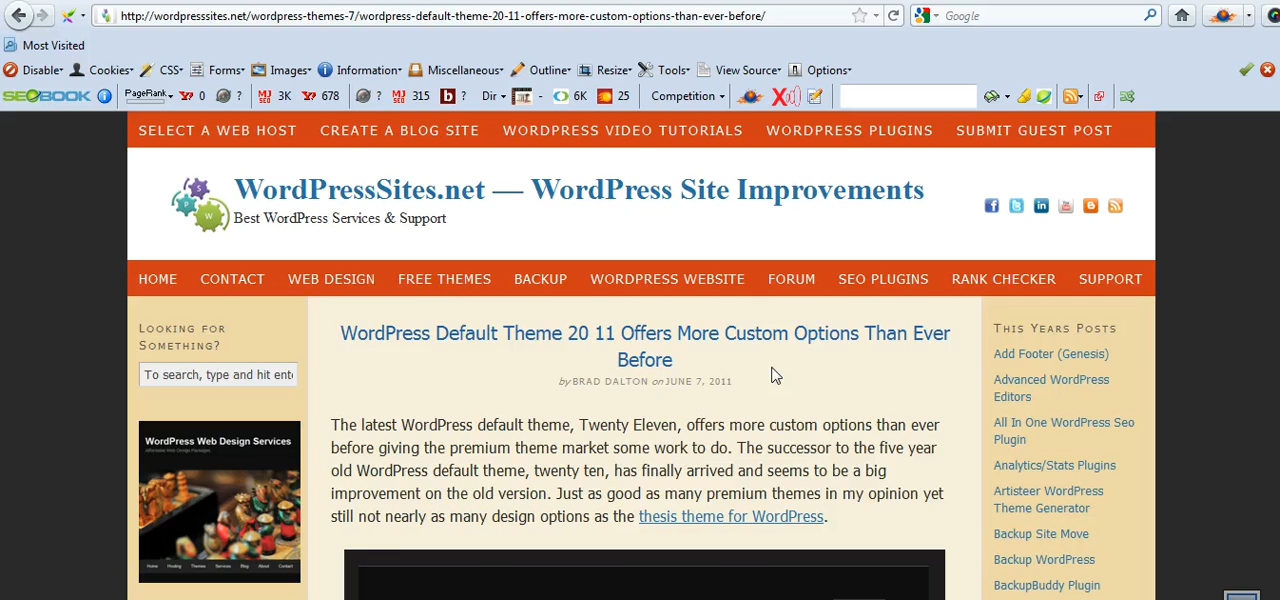 http://wordpresssites.net/wordpress-themes-7/wordpress-default-theme-20-11-offers-more-custom-options-than-ever-before/
Google
Most Visited
Disable Cookies CSS Forms Images Information Miscellaneous Outline Resize Tools View Source Options
SEOBOOK PageRank 0 ? 3K 678 ? 315 ? Dir - 6K 25 Competition
SELECT A WEB HOST CREATE A BLOG SITE WORDPRESS VIDEO TUTORIALS WORDPRESS PLUGINS SUBMIT GUEST POST
WordPressSites.net — WordPress Site Improvements
Best WordPress Services & Support
HOME CONTACT WEB DESIGN FREE THEMES BACKUP WORDPRESS WEBSITE FORUM SEO PLUGINS RANK CHECKER SUPPORT
Looking for
Something?
To search, type and hit ente
WordPress Web Design Services
WordPress Default Theme 20 11 Offers More Custom Options Than Ever
Before
by BRAD DALTON on JUNE 7, 2011
The latest WordPress default theme, Twenty Eleven, offers more custom options than ever
before giving the premium theme market some work to do. The successor to the five year
old WordPress default theme, twenty ten, has finally arrived and seems to be a big
improvement on the old version. Just as good as many premium themes in my opinion yet
still not nearly as many design options as the thesis theme for WordPress.
This Years Posts
Add Footer (Genesis)
Advanced WordPress
Editors
All In One WordPress Seo
Plugin
Analytics/Stats Plugins
Artisteer WordPress
Theme Generator
Backup Site Move
Backup WordPress
BackupBuddy Plugin